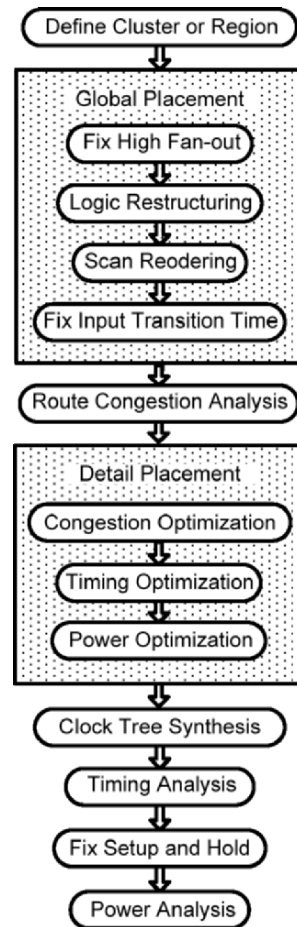 Define Cluster or Region
Global Placement
Fix High Fan-out
Logic Restructuring
Scan Reodering
Fix Input Transition Time
Route Congestion Analysis
Detail Placement
Congestion Optimization
Timing Optimization
Power Optimization
Clock Tree Synthesis
Timing Analysis
Fix Setup and Hold
Power Analysis